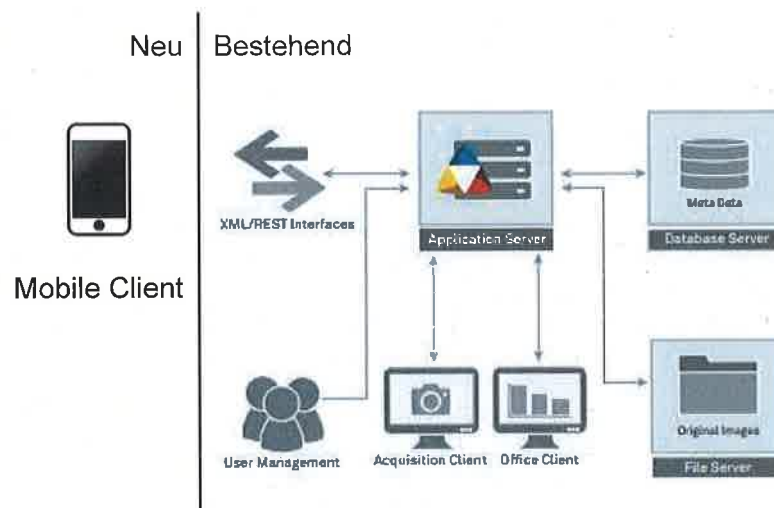 Neu
Bestehend
XML/REST Interfaces
Application Server
Meta Data
Database Server
Mobile Client
User Management
Acquisition Client
Office Client
Original Images
File Server